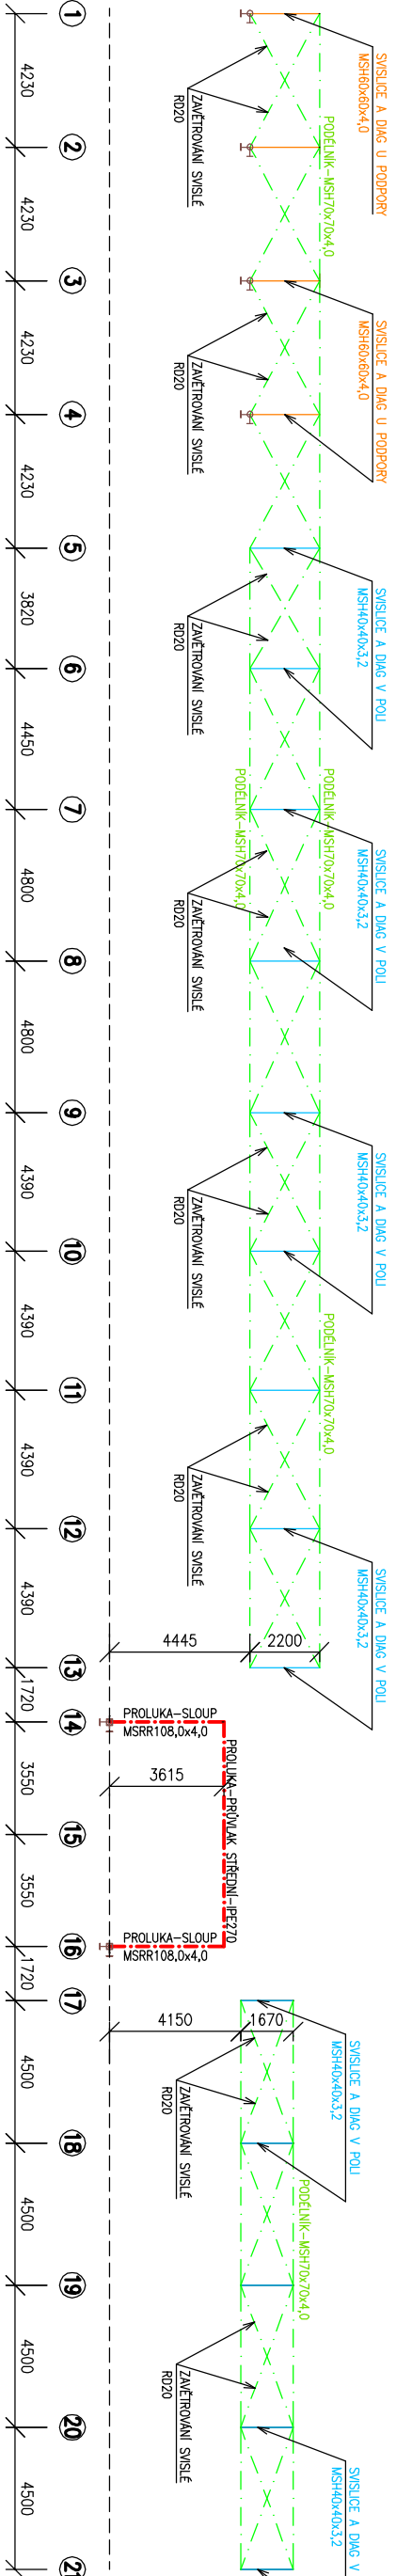 SVISLICE A DIAG U PODPORY
MSH60x60x4,0
SVISLICE A DIAG U PODPORY
MSH60x60x4,0
SVISLICE A DIAG V POLI
MSH40x40x3,2
SVISLICE A DIAG V POLI
MSH40x40x3,2
SVISLICE A DIAG V POLI
MSH40x40x3,2
SVISLICE A DIAG V POLI
MSH40x40x3,2
SVISLICE A DIAG V POLI
MSH40x40x3,2
SVISLICE A DIAG V
MSH40x40x3,2
PODÉLNÍK-MSH70x70x4,0
PODÉLNÍK-MSH70x70x4,0
PODÉLNÍK-MSH70x70x4,0
PODÉLNÍK-MSH70x70x4,0
PODÉLNÍK-MSH70x70x4,0
2200
4445
1670
4150
3615
PROLUKA-PRŮVLAK STŘEDNÍ-IPE270
PROLUKA-SLOUP
MSRR108,0x4,0
PROLUKA-SLOUP
MSRR108,0x4,0
ZAVĚTROVÁNÍ SVISLÉ
RD20
ZAVĚTROVÁNÍ SVISLÉ
RD20
ZAVĚTROVÁNÍ SVISLÉ
RD20
ZAVĚTROVÁNÍ SVISLÉ
RD20
ZAVĚTROVÁNÍ SVISLÉ
RD20
ZAVĚTROVÁNÍ SVISLÉ
RD20
ZAVĚTROVÁNÍ SVISLÉ
RD20
ZAVĚTROVÁNÍ SVISLÉ
RD20
1 2 3 4 5 6 7 8 9 10 11 12 13 14 15 16 17 18 19 20
4230 4230 4230 4230 3820 4450 4800 4800 4390 4390 4390 4390 1720 3550 3550 1720 4500 4500 4500 4500